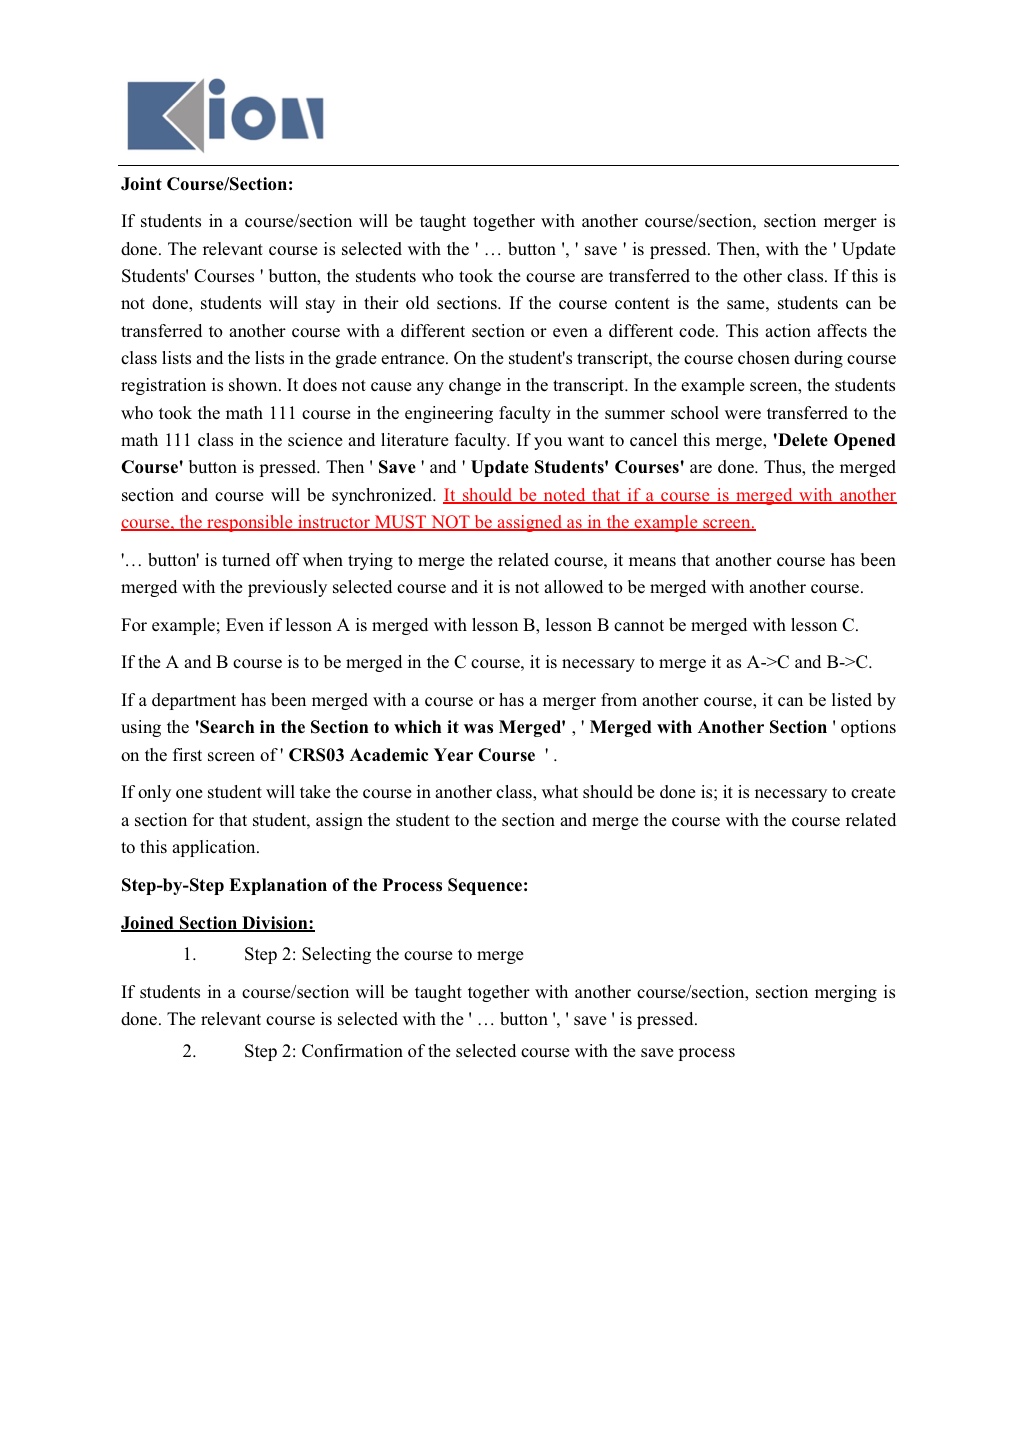 Kion
Joint Course/Section:
If students in a course/section will be taught together with another course/section, section merger is
done. The relevant course is selected with the ' … button ', ' save ' is pressed. Then, with the ' Update
Students' Courses ' button, the students who took the course are transferred to the other class. If this is
not done, students will stay in their old sections. If the course content is the same, students can be
transferred to another course with a different section or even a different code. This action affects the
class lists and the lists in the grade entrance. On the student's transcript, the course chosen during course
registration is shown. It does not cause any change in the transcript. In the example screen, the students
who took the math 111 course in the engineering faculty in the summer school were transferred to the
math 111 class in the science and literature faculty. If you want to cancel this merge, 'Delete Opened
Course' button is pressed. Then ' Save ' and ' Update Students' Courses' are done. Thus, the merged
section and course will be synchronized. It should be noted that if a course is merged with another
course, the responsible instructor MUST NOT be assigned as in the example screen.
'… button' is turned off when trying to merge the related course, it means that another course has been
merged with the previously selected course and it is not allowed to be merged with another course.
For example; Even if lesson A is merged with lesson B, lesson B cannot be merged with lesson C.
If the A and B course is to be merged in the C course, it is necessary to merge it as A->C and B->C.
If a department has been merged with a course or has a merger from another course, it can be listed by
using the 'Search in the Section to which it was Merged' , ' Merged with Another Section ' options
on the first screen of ' CRS03 Academic Year Course ' .
If only one student will take the course in another class, what should be done is; it is necessary to create
a section for that student, assign the student to the section and merge the course with the course related
to this application.
Step-by-Step Explanation of the Process Sequence:
Joined Section Division:
1. Step 2: Selecting the course to merge
If students in a course/section will be taught together with another course/section, section merging is
done. The relevant course is selected with the ' … button ', ' save ' is pressed.
2. Step 2: Confirmation of the selected course with the save process